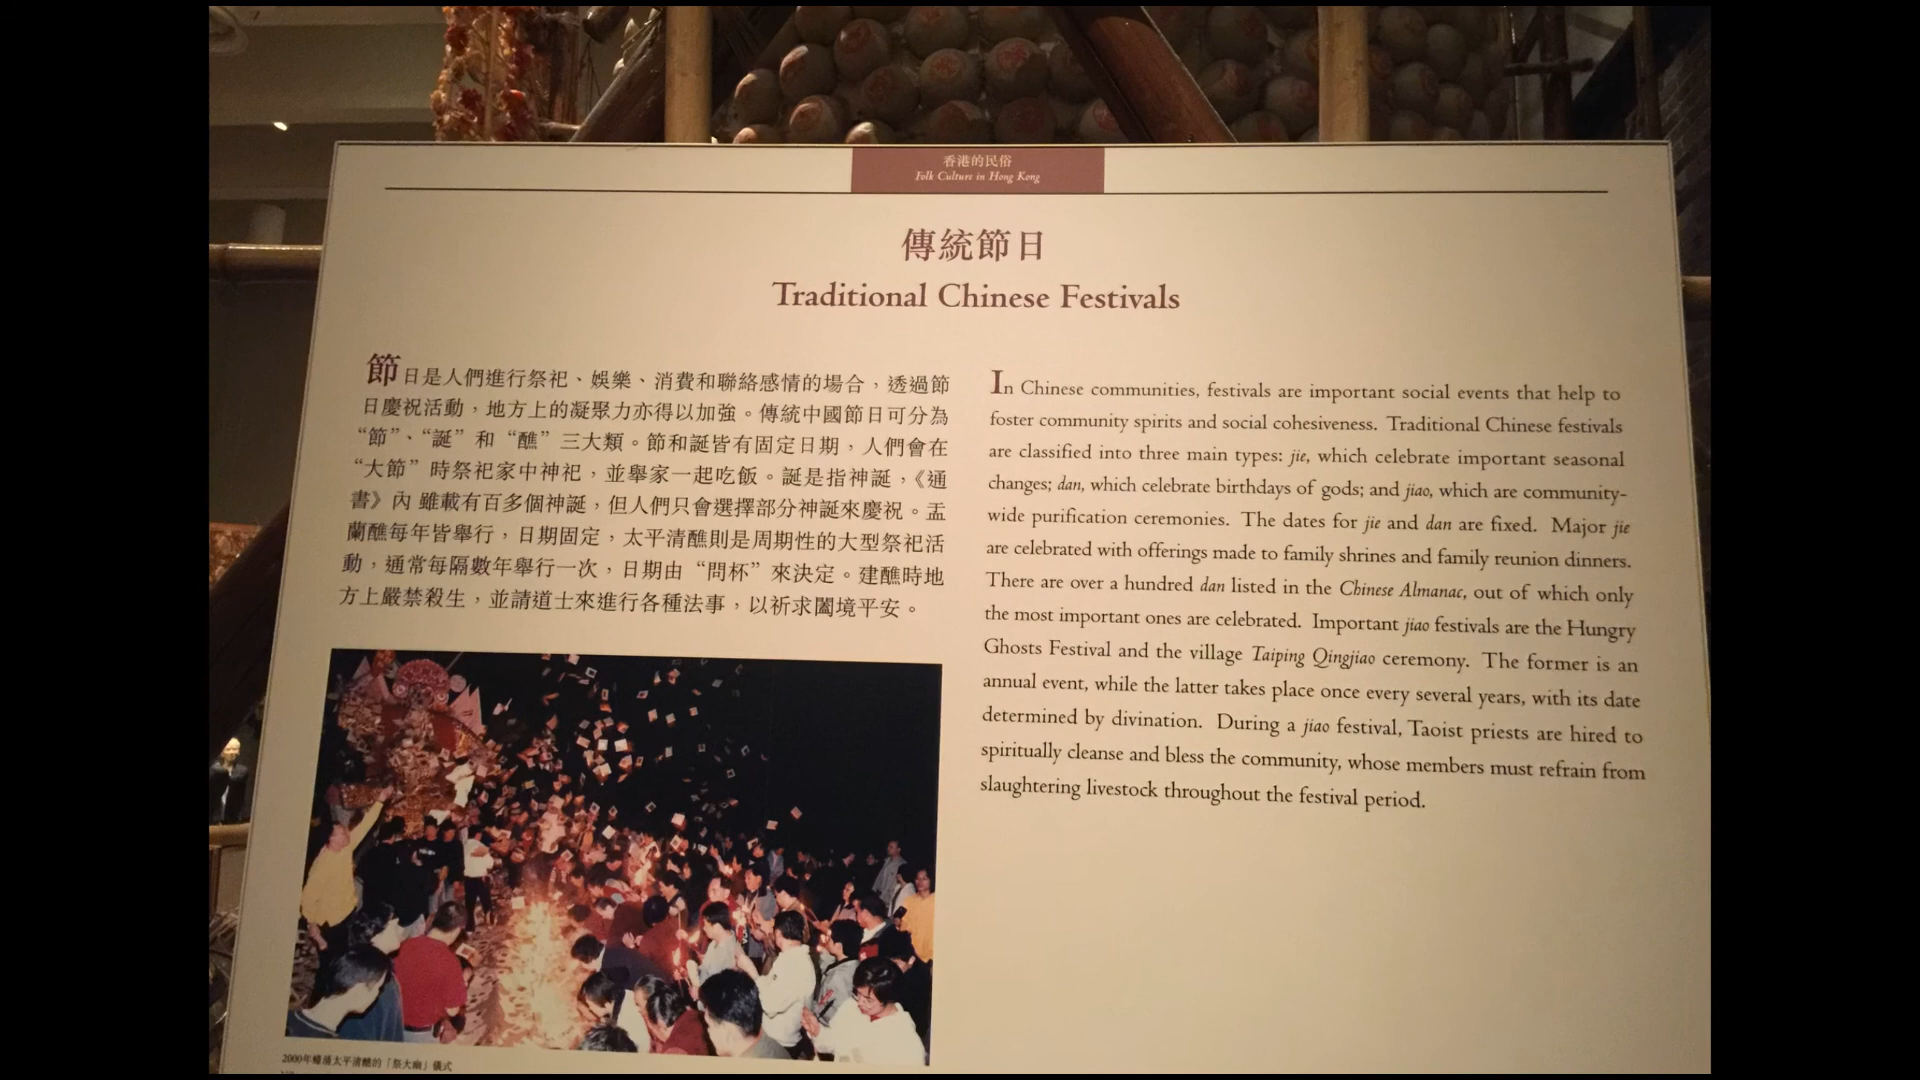 香港的民俗
Folk Culture in Hong Kong
傳統節日
Traditional Chinese Festivals
節日是人們進行祭祀、娛樂、消費和聯絡感情的場合，透過節
日慶祝活動，地方上的凝聚力亦得以加強。傳統中國節日可分為
“節”、“誕”和“醮”三大類。節和誕皆有固定日期，人們會在
“大節”時祭祀家中神祀，並舉家一起吃飯。誕是指神誕，《通
書》內雖載有百多個神誕，但人們只會選擇部分神誕來慶祝。盂
蘭醮每年皆舉行，日期固定，太平清醮則是周期性的大型祭祀活
動，通常每隔數年舉行一次，日期由“問杯”來決定。建醮時地
方上嚴禁殺生，並請道士來進行各種法事，以祈求闔境平安。
In Chinese communities, festivals are important social events that help to
foster community spirits and social cohesiveness. Traditional Chinese festivals
are classified into three main types: jie, which celebrate important seasonal
changes; dan, which celebrate birthdays of gods; and jiao, which are community-
wide purification ceremonies. The dates for jie and dan are fixed. Major jie
are celebrated with offerings made to family shrines and family reunion dinners.
There are over a hundred dan listed in the Chinese Almanac, out of which only
the most important ones are celebrated. Important jiao festivals are the Hungry
Ghosts Festival and the village Taiping Qingjiao ceremony. The former is an
annual event, while the latter takes place once every several years, with its date
determined by divination. During a jiao festival, Taoist priests are hired to
spiritually cleanse and bless the community, whose members must refrain from
slaughtering livestock throughout the festival period.
2000年蠔涌太平清醮的「祭大幽」儀式